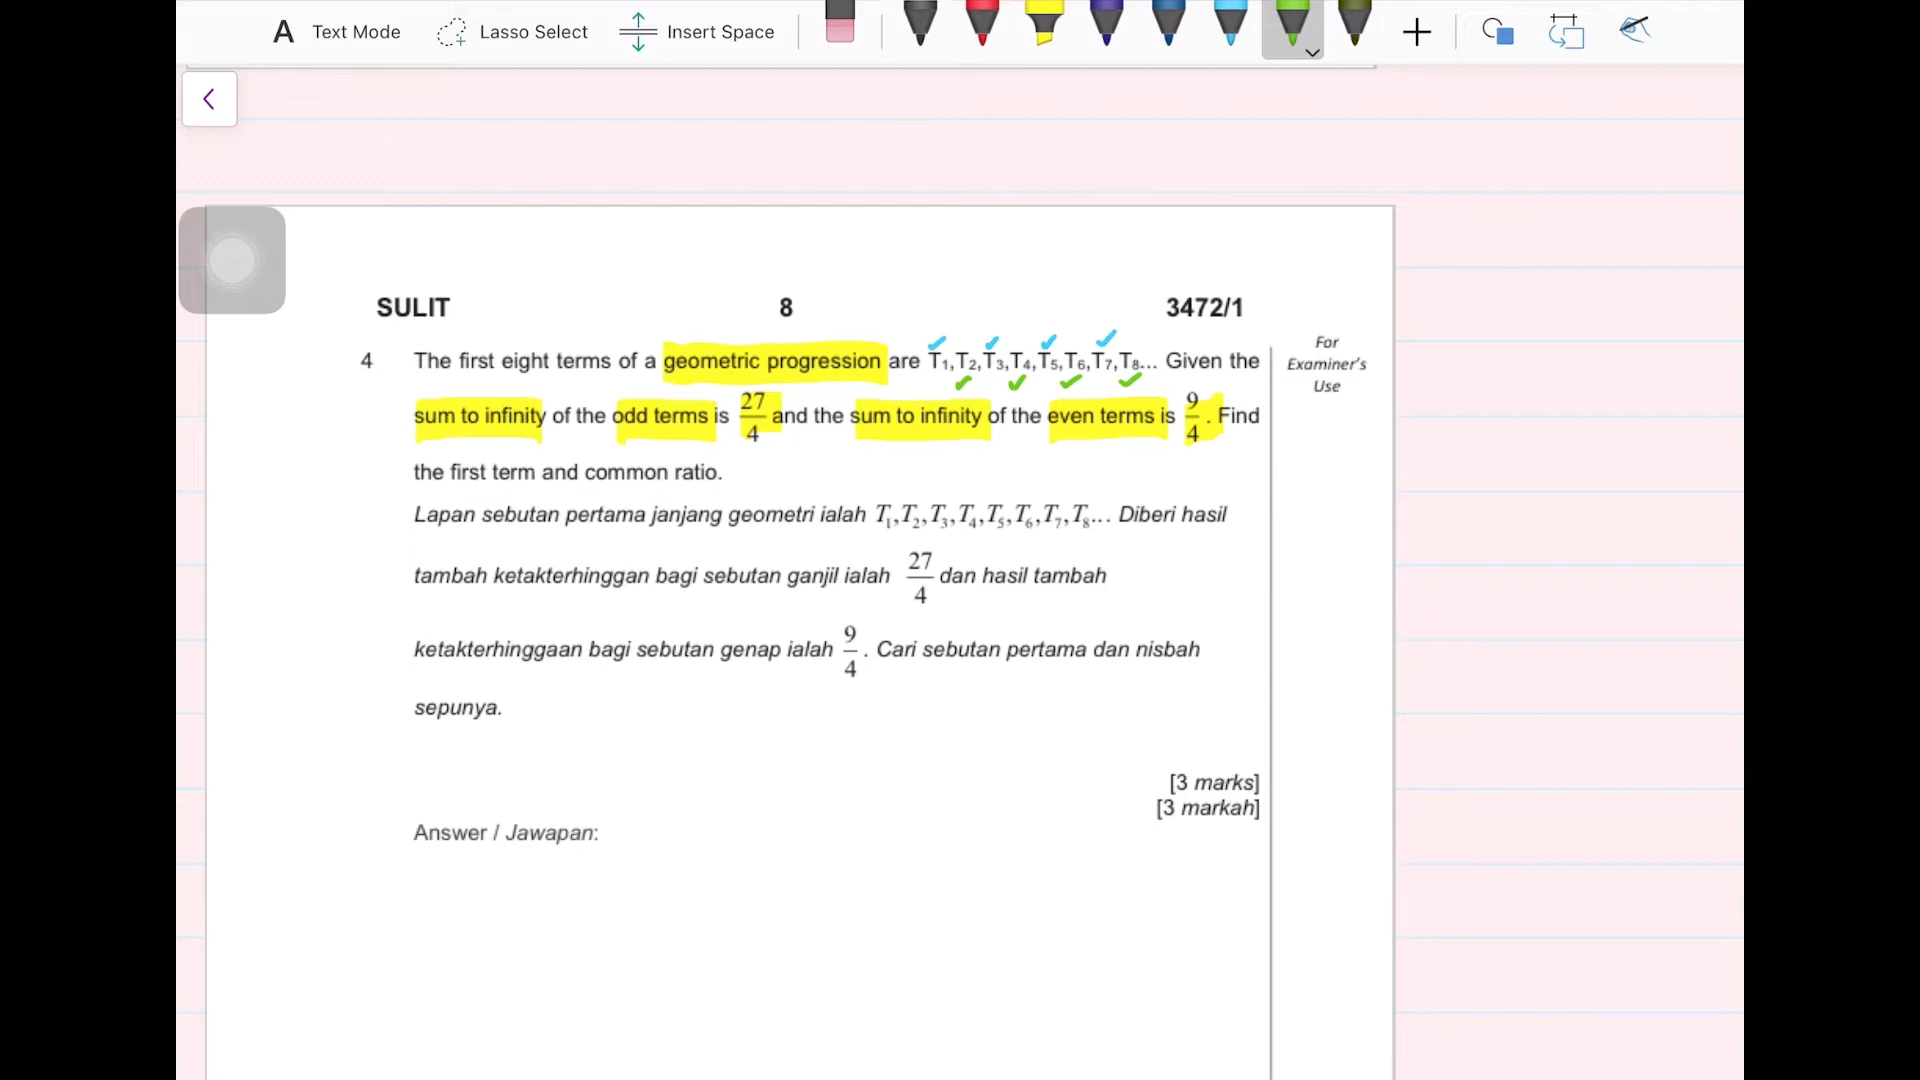 A Text Mode Lasso Select Insert Space
SULIT 8 3472/1
For
Examiner's
Use
4 The first eight terms of a geometric progression are T₁,T₂,T₃,T₄,T₅,T₆,T₇,T₈... Given the
sum to infinity of the odd terms is 27/4 and the sum to infinity of the even terms is 9/4 . Find
the first term and common ratio.
Lapan sebutan pertama janjang geometri ialah T₁,T₂,T₃,T₄,T₅,T₆,T₇,T₈... Diberi hasil
tambah ketakterhinggan bagi sebutan ganjil ialah 27/4 dan hasil tambah
ketakterhinggaan bagi sebutan genap ialah 9/4 . Cari sebutan pertama dan nisbah
sepunya.
[3 marks]
[3 markah]
Answer / Jawapan: